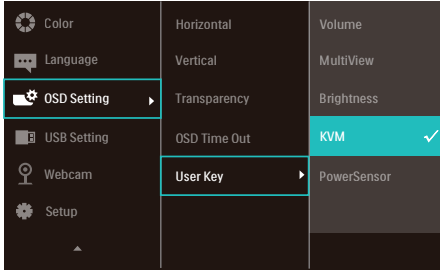 Color
Language
OSD Setting
USB Setting
Webcam
Setup
Horizontal
Vertical
Transparency
OSD Time Out
User Key
Volume
MultiView
Brightness
KVM
PowerSensor